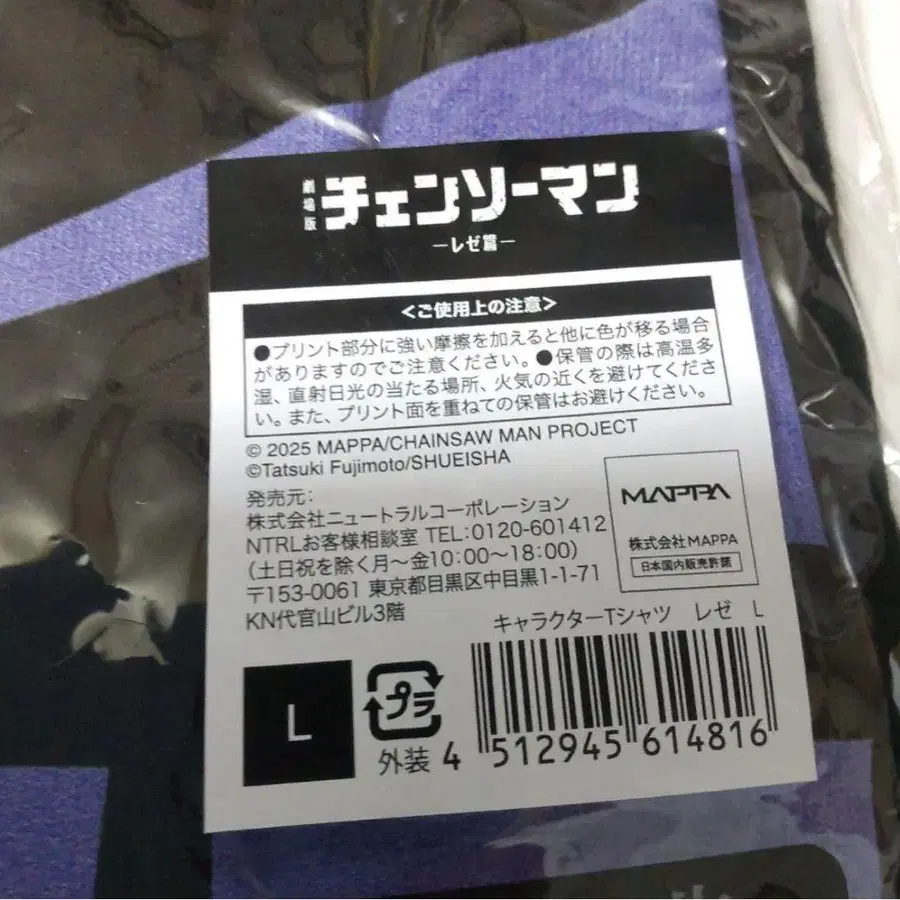 劇場版 チェンソーマン
―レゼ篇―
<ご使用上の注意>
●プリント部分に強い摩擦を加えると他に色が移る場合
がありますのでご注意ください。●保管の際は高温多
湿、直射日光の当たる場所、火気の近くを避けてくださ
い。また、プリント面を重ねての保管はお避けください。
© 2025 MAPPA/CHAINSAW MAN PROJECT
©Tatsuki Fujimoto/SHUEISHA
発売元:
株式会社ニュートラルコーポレーション
NTRLお客様相談室 TEL:0120-601412
(土日祝を除く月～金10:00～18:00)
〒153-0061 東京都目黒区中目黒1-1-71
KN代官山ビル3階
MAPPA
株式会社MAPPA
日本国内販売許諾
キャラクターTシャツ レゼ L
L
プラ
外装
4 512945 614816